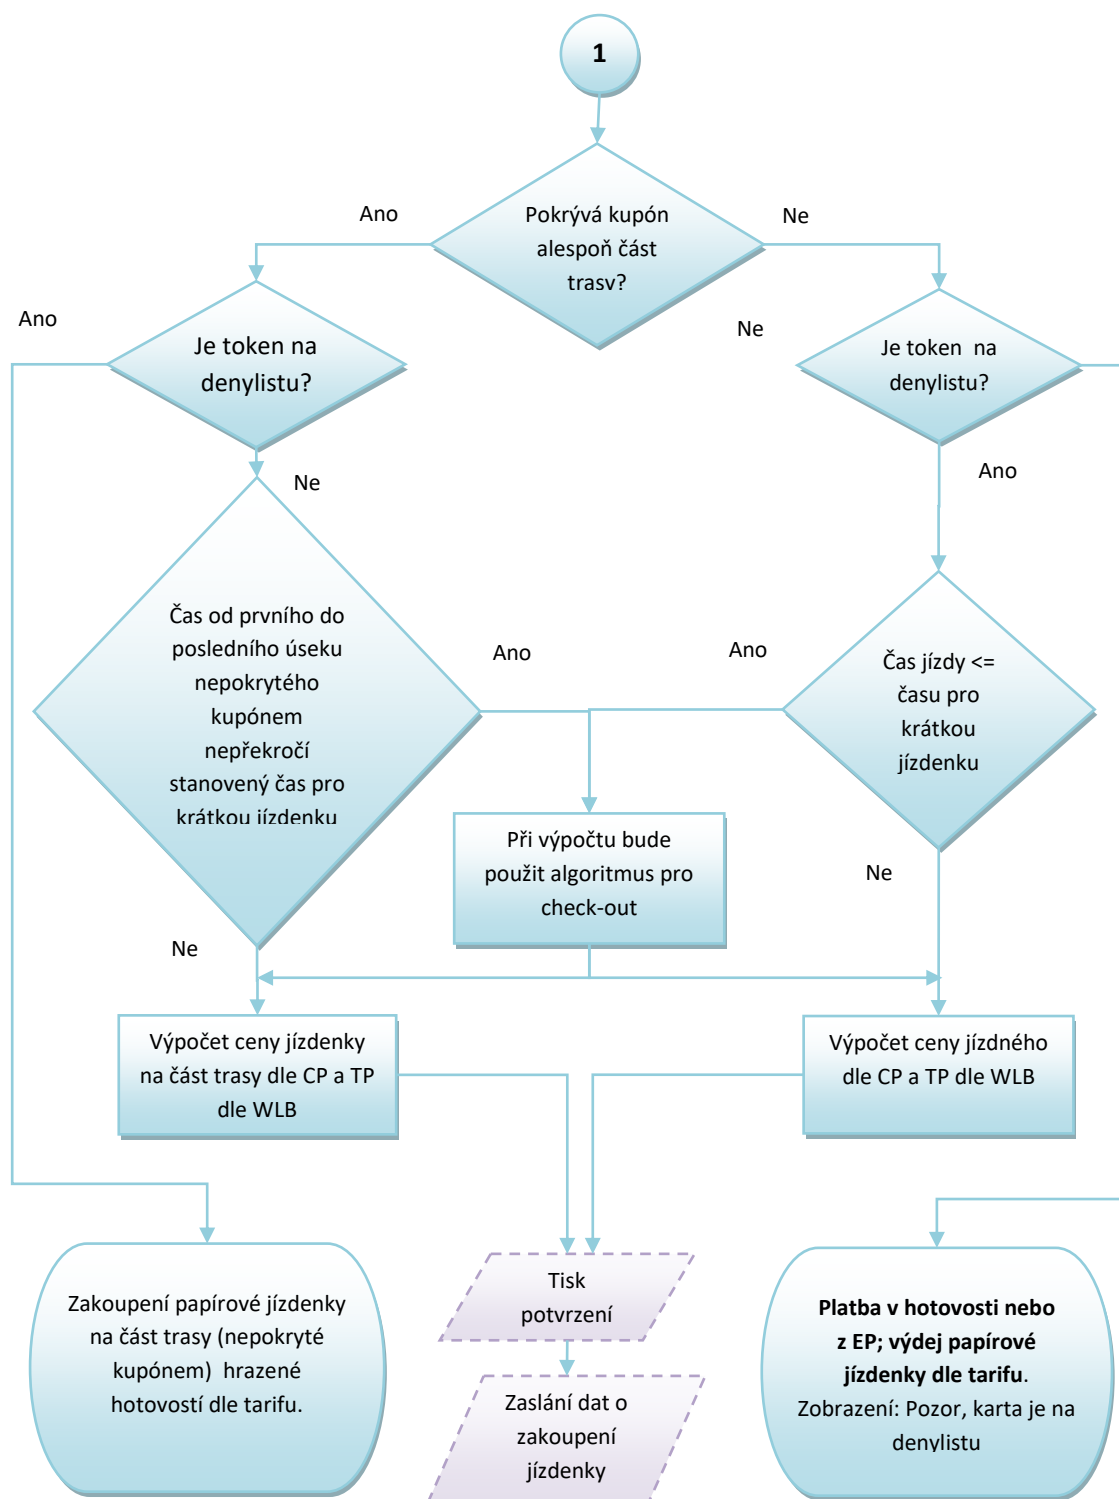 1
Ano
Pokrývá kupón
alespoň část
trasy?
Ne
Ano
Je token na
denylistu?
Ne
Je token  na
denylistu?
Ne
Ano
Čas od prvního do
posledního úseku
nepokrytého
kupónem
nepřekročí
stanovený čas pro
krátkou jízdenku
Ano
Ano
Čas jízdy <=
času pro
krátkou
jízdenku
Při výpočtu bude
použit algoritmus pro
check-out
Ne
Ne
Výpočet ceny jízdenky
na část trasy dle CP a TP
dle WLB
Výpočet ceny jízdného
dle CP a TP dle WLB
Zakoupení papírové jízdenky
na část trasy (nepokryté
kupónem)  hrazené
hotovostí dle tarifu.
Tisk
potvrzení
Zaslání dat o
zakoupení
jízdenky
Platba v hotovosti nebo
z EP; výdej papírové
jízdenky dle tarifu.
Zobrazení: Pozor, karta je na
denylistu